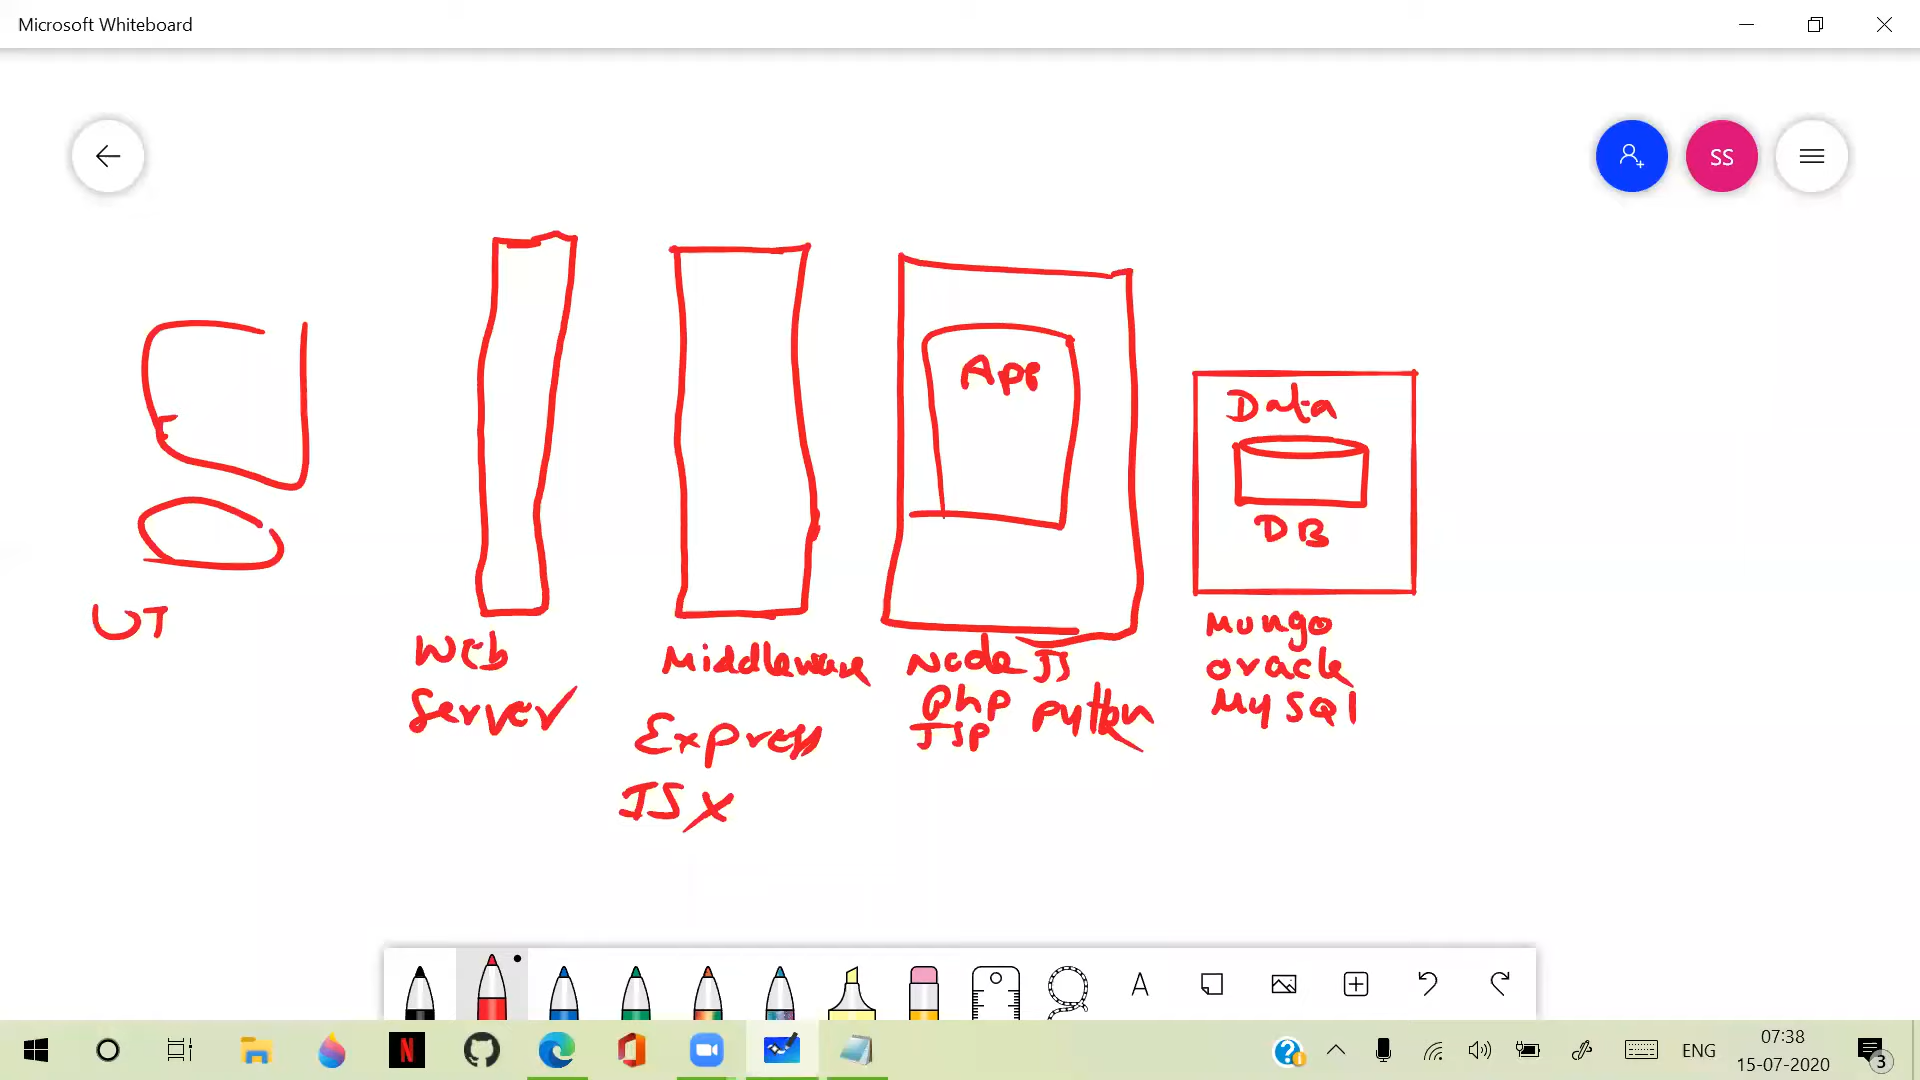 Microsoft Whiteboard
SS
App
Data
DB
UI
Web
Server
Middleware
Express
JSX
Node JS
Php Python
JSP
Mongo
Oracle
MySQl
A
N
ENG
07:38
15-07-2020
3